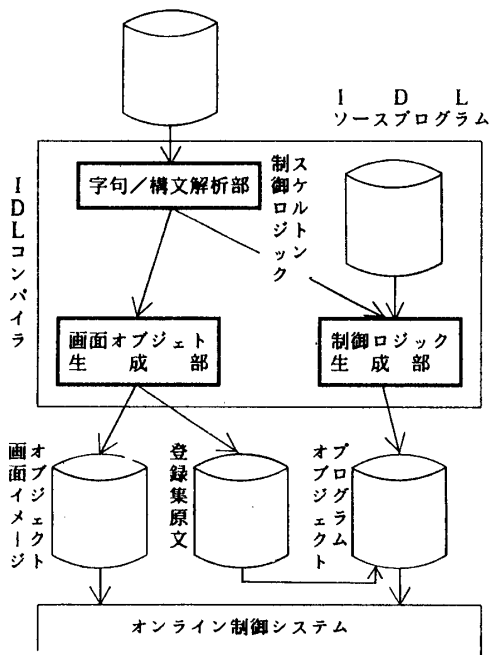 I D L
ソースプログラム
IDLコンパイラ
字句／構文解析部
スケルトン
制御ロジック
画面オブジェト
生成部
制御ロジック
生成部
オブジェクト
画面イメージ
登録集原文
プログラム
オブジェクト
オンライン制御システム